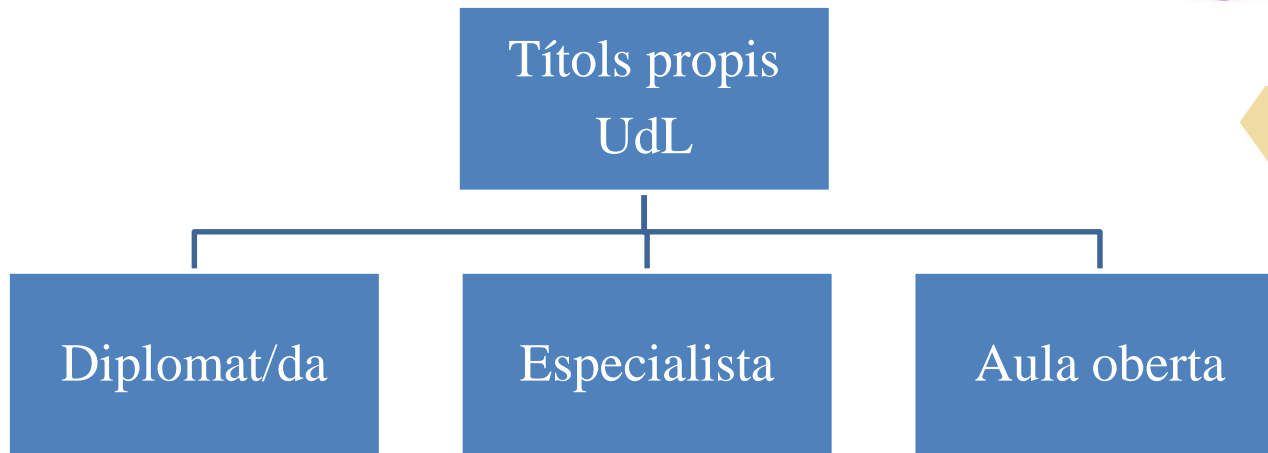 Títols propis
UdL
Diplomat/da
Especialista
Aula oberta